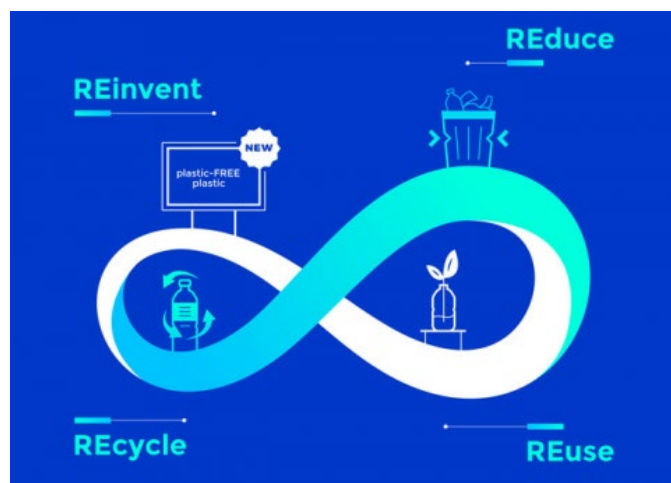 REduce
REinvent
NEW
plastic-FREE
plastic
REcycle
REuse